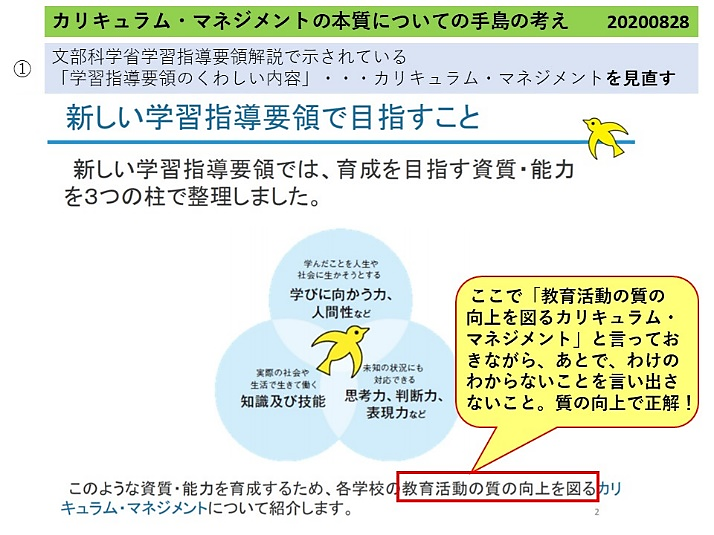 カリキュラム・マネジメントの本質についての手島の考え 20200828
①
文部科学省学習指導要領解説で示されている
「学習指導要領のくわしい内容」・・・カリキュラム・マネジメントを見直す
新しい学習指導要領で目指すこと
新しい学習指導要領では、育成を目指す資質・能力
を3つの柱で整理しました。
学んだことを人生や
社会に生かそうとする
学びに向かう力、
人間性など
実際の社会や
生活で生きて働く
知識及び技能
未知の状況にも
対応できる
思考力、判断力、
表現力など
ここで「教育活動の質の
向上を図るカリキュラム・
マネジメント」と言ってお
きながら、あとで、わけの
わからないことを言い出さ
ないこと。質の向上で正解！
このような資質・能力を育成するため、各学校の教育活動の質の向上を図るカリ
キュラム・マネジメントについて紹介します。
2